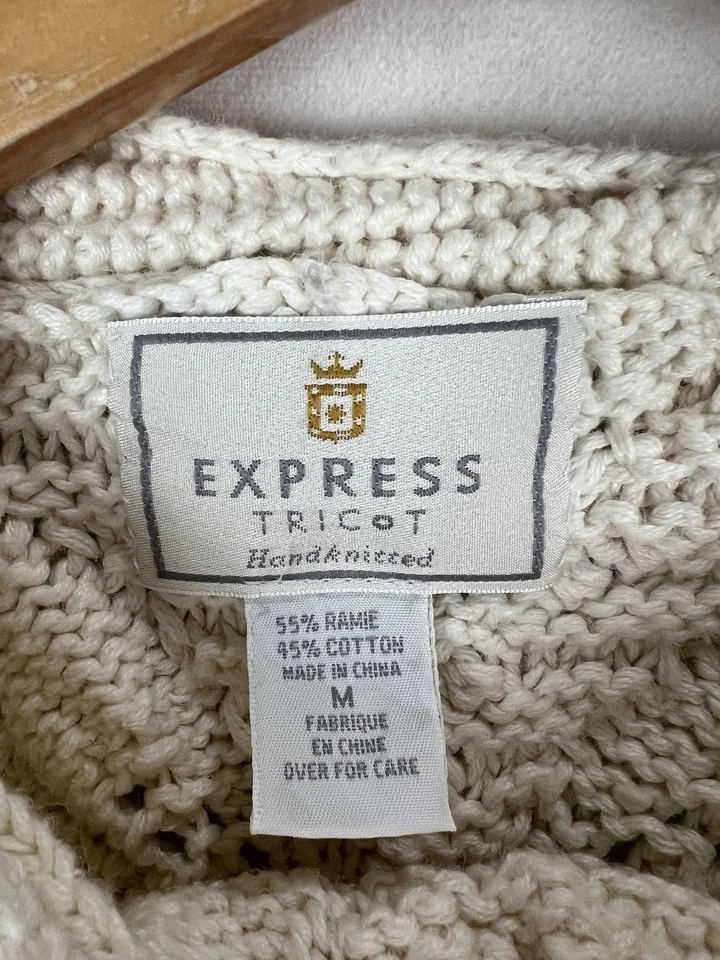 EXPRESS
TRICOT
Handknitted
55% RAMIE
45% COTTON
MADE IN CHINA
M
FABRIQUE
EN CHINE
OVER FOR CARE